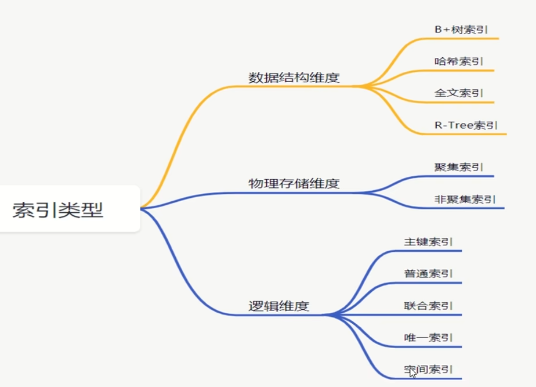 索引类型
数据结构维度
B+树索引
哈希索引
全文索引
R-Tree索引
物理存储维度
聚集索引
非聚集索引
逻辑维度
主键索引
普通索引
联合索引
唯一索引
空间索引